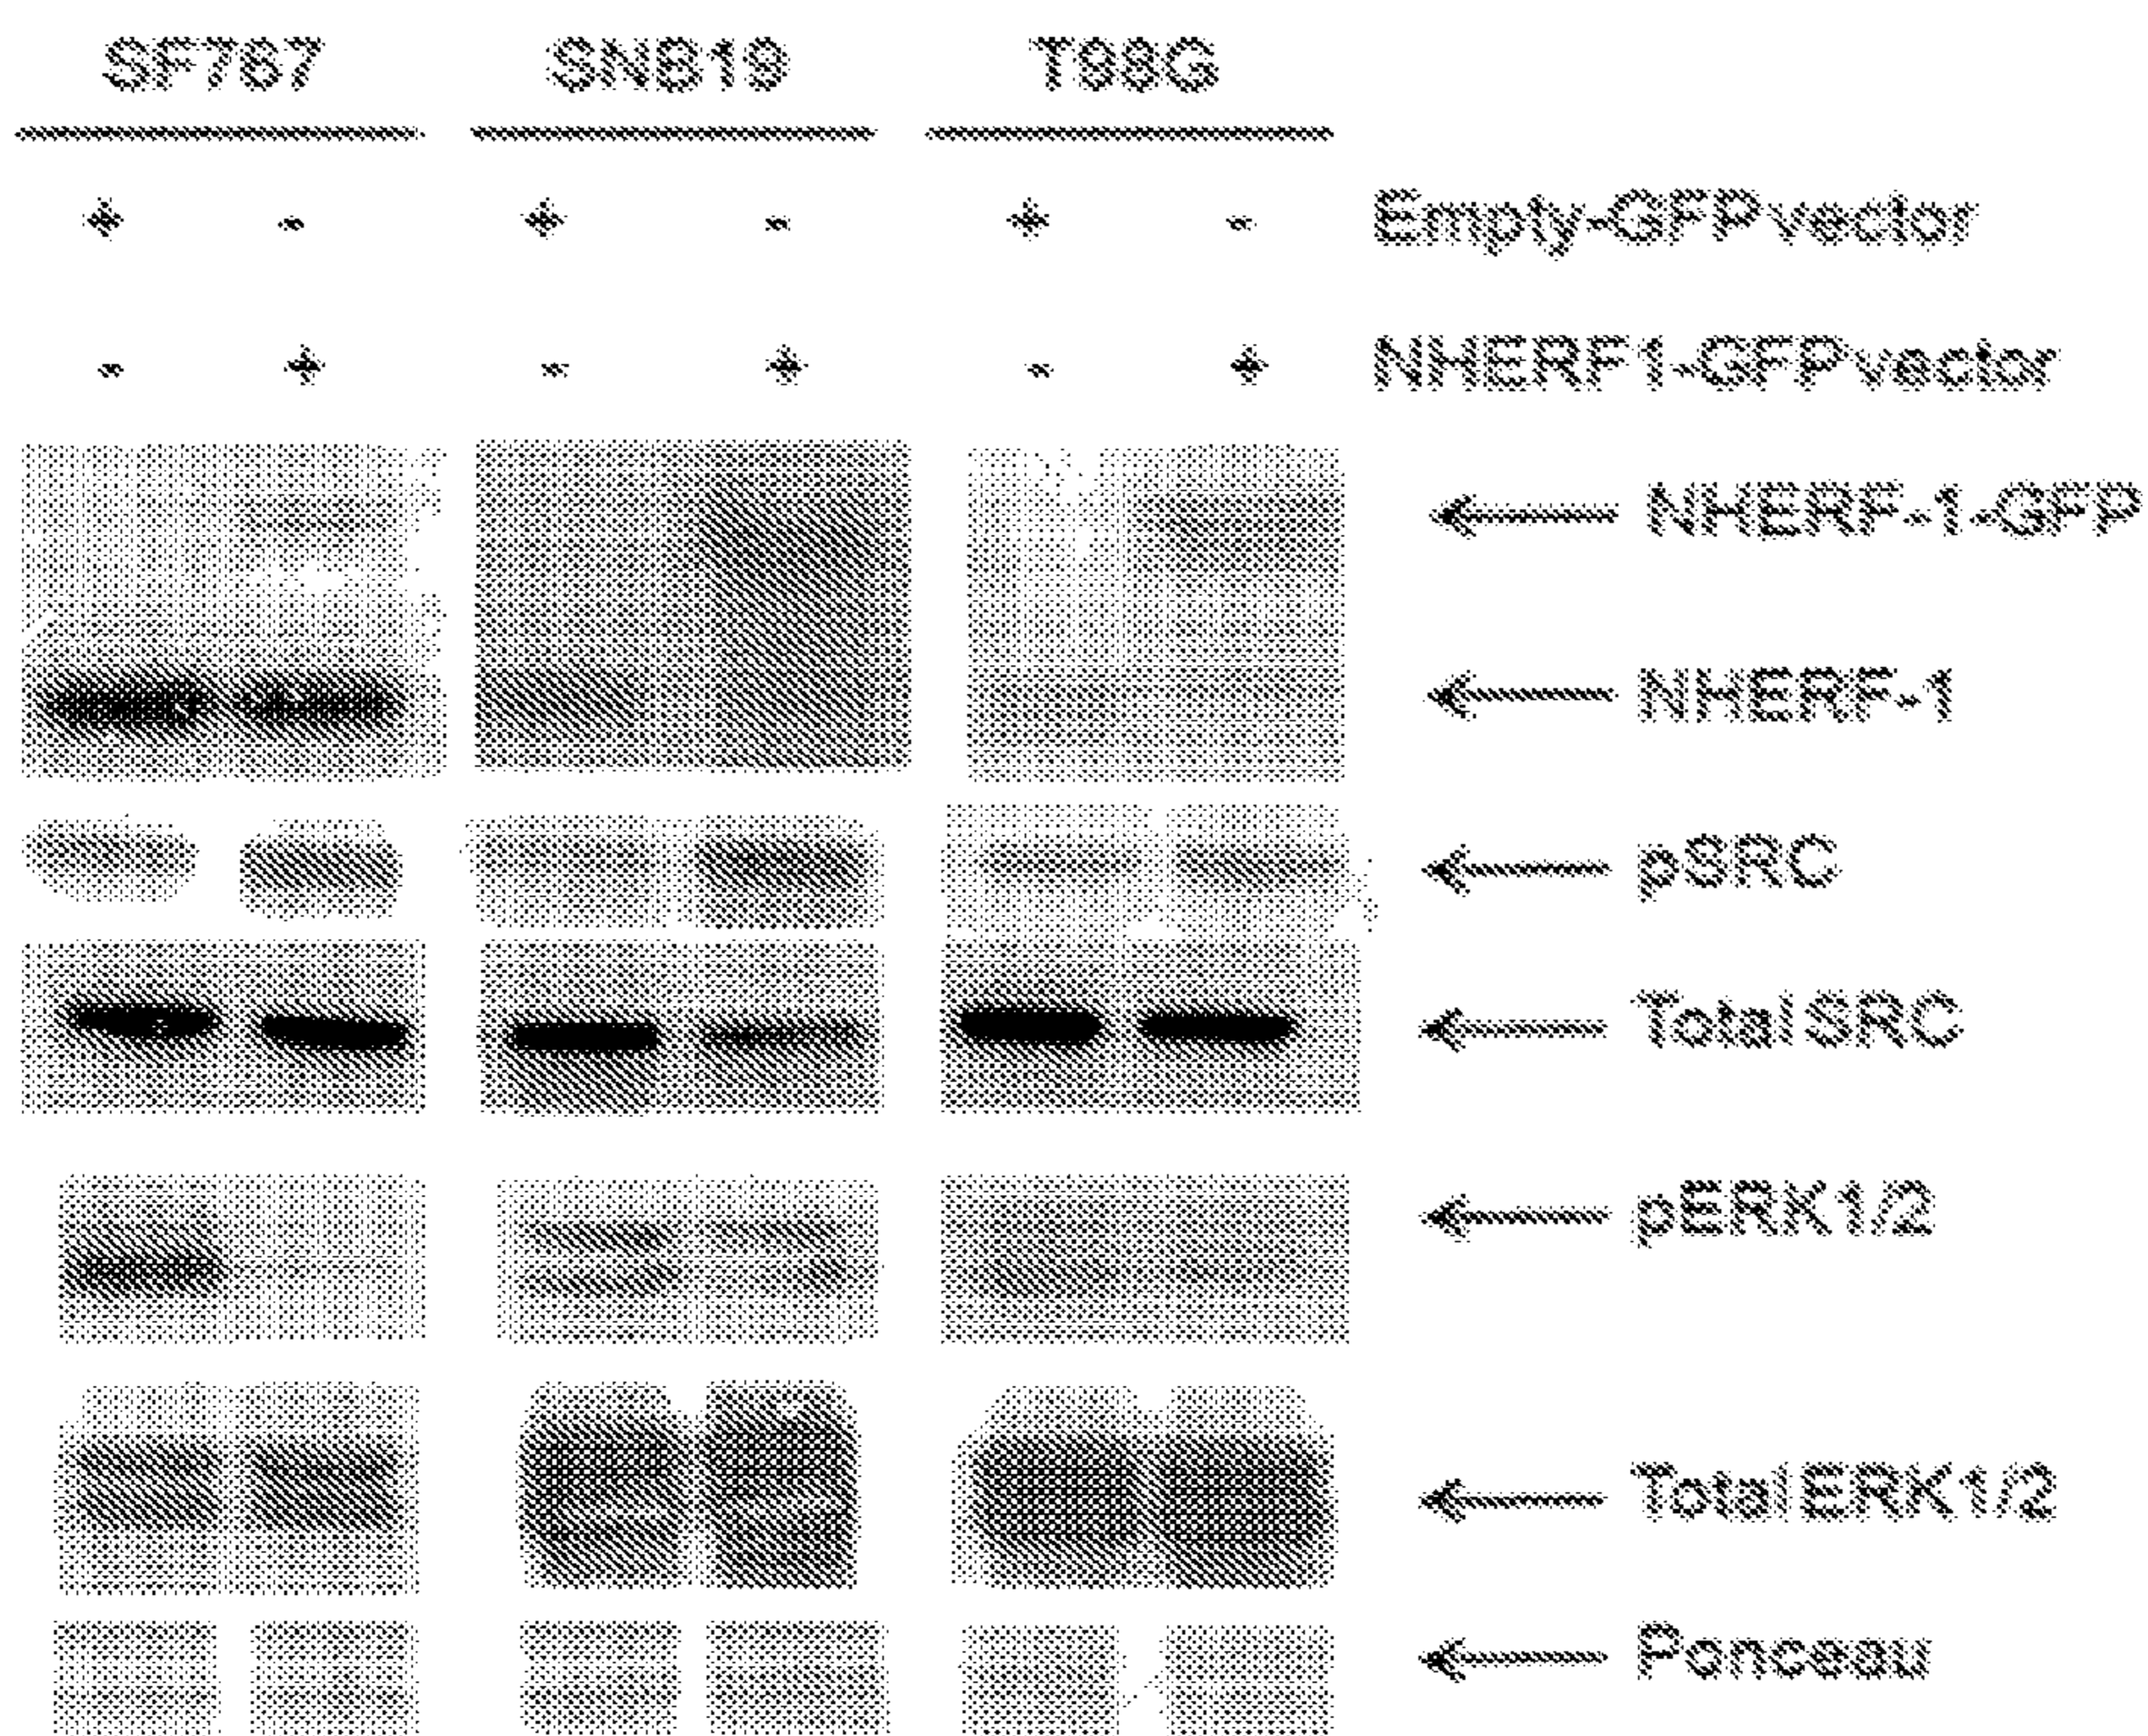 SF767 SNB19 T98G
+ - + - + - Empty-GFP vector
- + - + - + NHERF1-GFP vector
NHERF-1-GFP
NHERF-1
pSRC
Total SRC
pERK1/2
Total ERK1/2
Ponceau